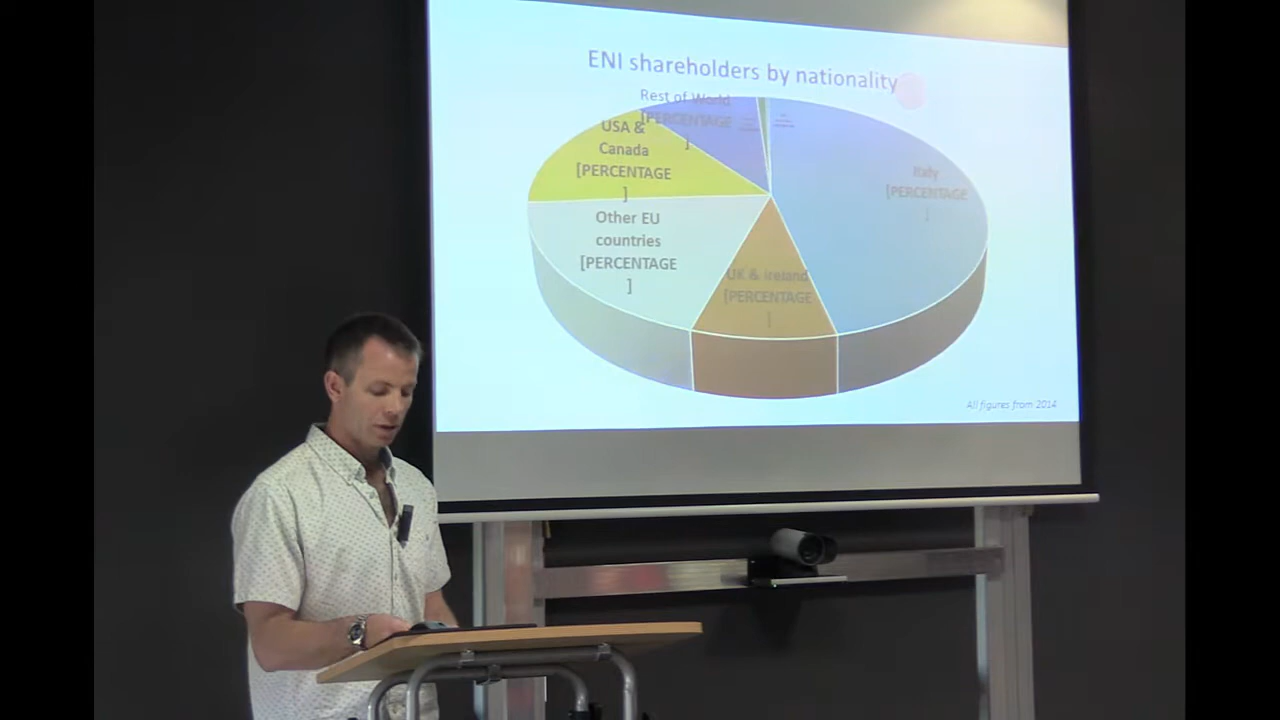 ENI shareholders by nationality
Rest of World
[PERCENTAGE
]
USA &
Canada
[PERCENTAGE
]
Italy
[PERCENTAGE
]
Other EU
countries
[PERCENTAGE
]
UK & Ireland
[PERCENTAGE
]
All figures from 2014